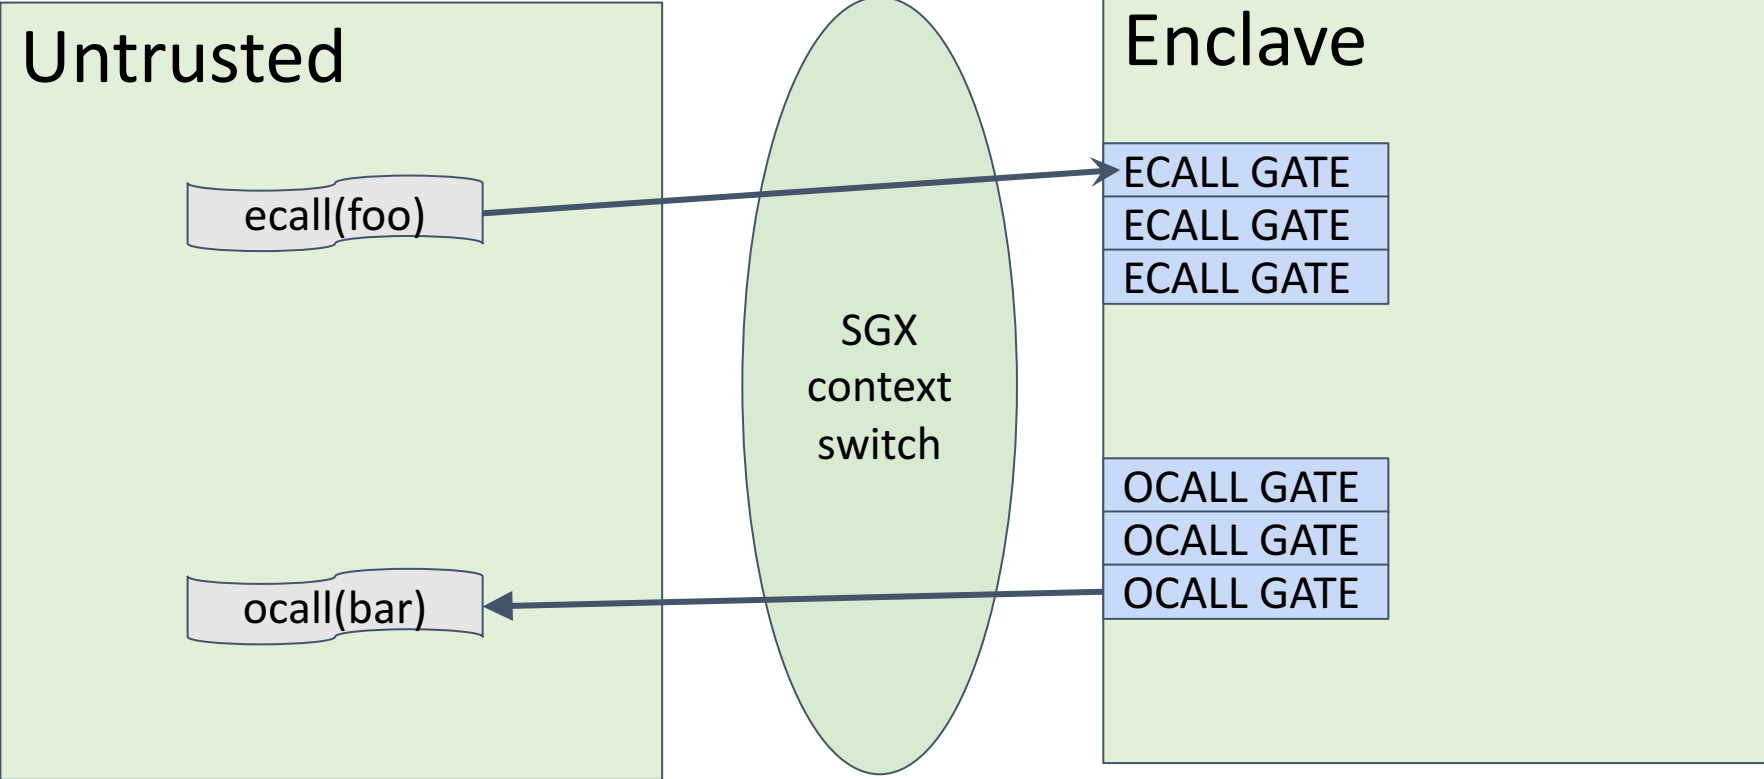 Untrusted
ecall(foo)
ocall(bar)
SGX
context
switch
Enclave
ECALL GATE
ECALL GATE
ECALL GATE
OCALL GATE
OCALL GATE
OCALL GATE